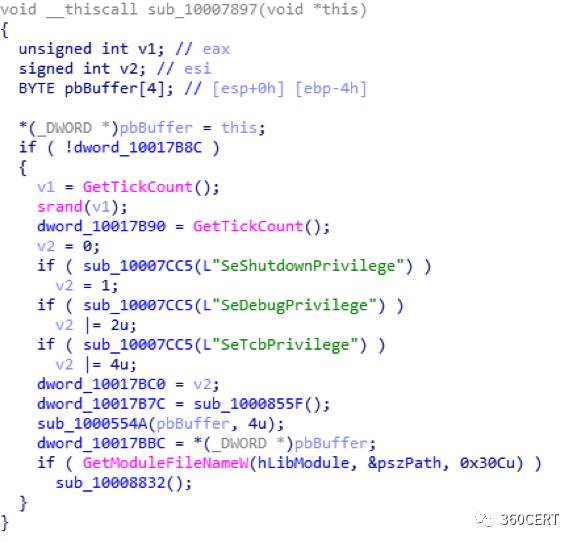 void __thiscall sub_10007897(void *this)
{
  unsigned int v1; // eax
  signed int v2; // esi
  BYTE pbBuffer[4]; // [esp+0h] [ebp-4h]

  *(_DWORD *)pbBuffer = this;
  if ( !dword_10017B8C )
  {
    v1 = GetTickCount();
    srand(v1);
    dword_10017B90 = GetTickCount();
    v2 = 0;
    if ( sub_10007CC5(L"SeShutdownPrivilege") )
      v2 = 1;
    if ( sub_10007CC5(L"SeDebugPrivilege") )
      v2 |= 2u;
    if ( sub_10007CC5(L"SeTcbPrivilege") )
      v2 |= 4u;
    dword_10017BC0 = v2;
    dword_10017B7C = sub_1000855F();
    sub_1000554A(pbBuffer, 4u);
    dword_10017BBC = *(_DWORD *)pbBuffer;
    if ( GetModuleFileNameW(hLibModule, &pszPath, 0x30Cu) )
      sub_10008832();
  }
}
360CERT